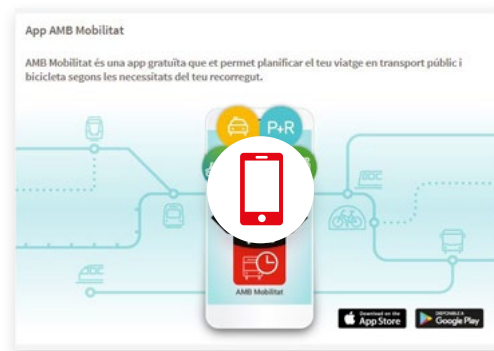 App AMB Mobilitat
AMB Mobilitat és una app gratuïta que et permet planificar el teu viatge en transport públic i
bicicleta segons les necessitats del teu recorregut.
P+R
AMB Mobilitat
Download on the
App Store
DISPONIBLE A
Google Play